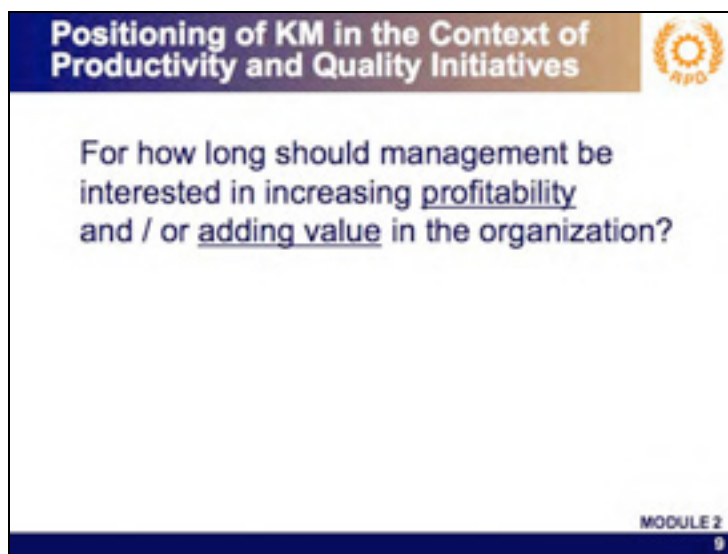 Positioning of KM in the Context of
Productivity and Quality Initiatives
RPG
For how long should management be
interested in increasing profitability
and / or adding value in the organization?
MODULE 2
9